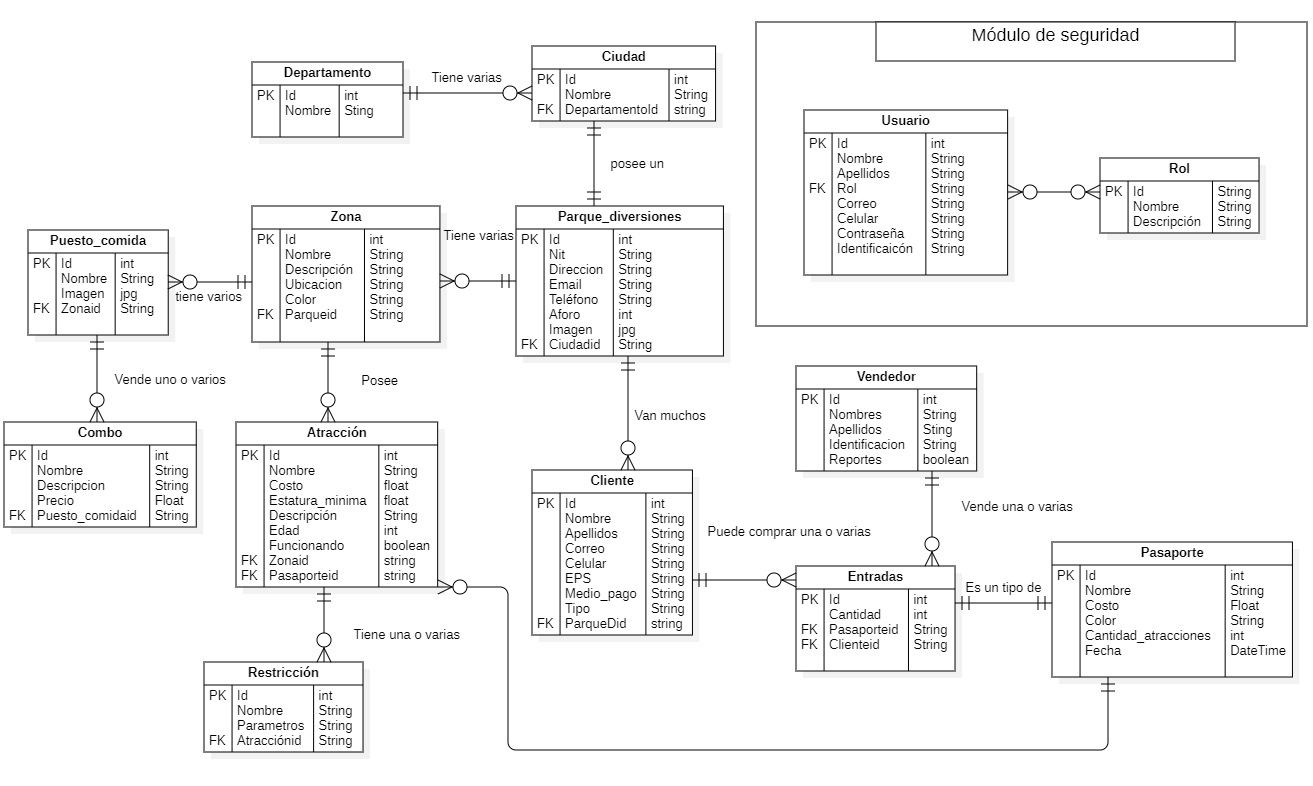 Módulo de seguridad
Departamento
PK Id int
Nombre Sting
Tiene varias
Ciudad
PK Id int
Nombre String
FK DepartamentoId string
posee un
Usuario
PK Id int
Nombre String
Apellidos String
FK Rol String
Correo String
Celular String
Contraseña String
Identificaicón String
Rol
PK Id String
Nombre String
Descripción String
Puesto_comida
PK Id int
Nombre String
Imagen jpg
FK Zonaid String
tiene varios
Zona
PK Id int
Nombre String
Descripción String
Ubicacion String
Color String
FK Parqueid String
Tiene varias
Parque_diversiones
PK Id int
Nit String
Direccion String
Email String
Teléfono String
Aforo int
Imagen jpg
FK Ciudadid String
Vende uno o varios
Posee
Van muchos
Combo
PK Id int
Nombre String
Descripcion String
Precio Float
FK Puesto_comidaid String
Atracción
PK Id int
Nombre String
Costo float
Estatura_minima float
Descripción String
Edad int
Funcionando boolean
FK Zonaid string
FK Pasaporteid string
Cliente
PK Id int
Nombre String
Apellidos String
Correo String
Celular String
EPS String
Medio_pago String
Tipo String
FK ParqueDid string
Vendedor
PK Id int
Nombres String
Apellidos Sting
Identificacion String
Reportes boolean
Vende una o varias
Puede comprar una o varias
Entradas
PK Id int
Cantidad int
FK Pasaporteid String
FK Clienteid String
Es un tipo de
Pasaporte
PK Id int
Nombre String
Costo Float
Color String
Cantidad_atracciones int
Fecha DateTime
Tiene una o varias
Restricción
PK Id int
Nombre String
Parametros String
FK Atracciónid String